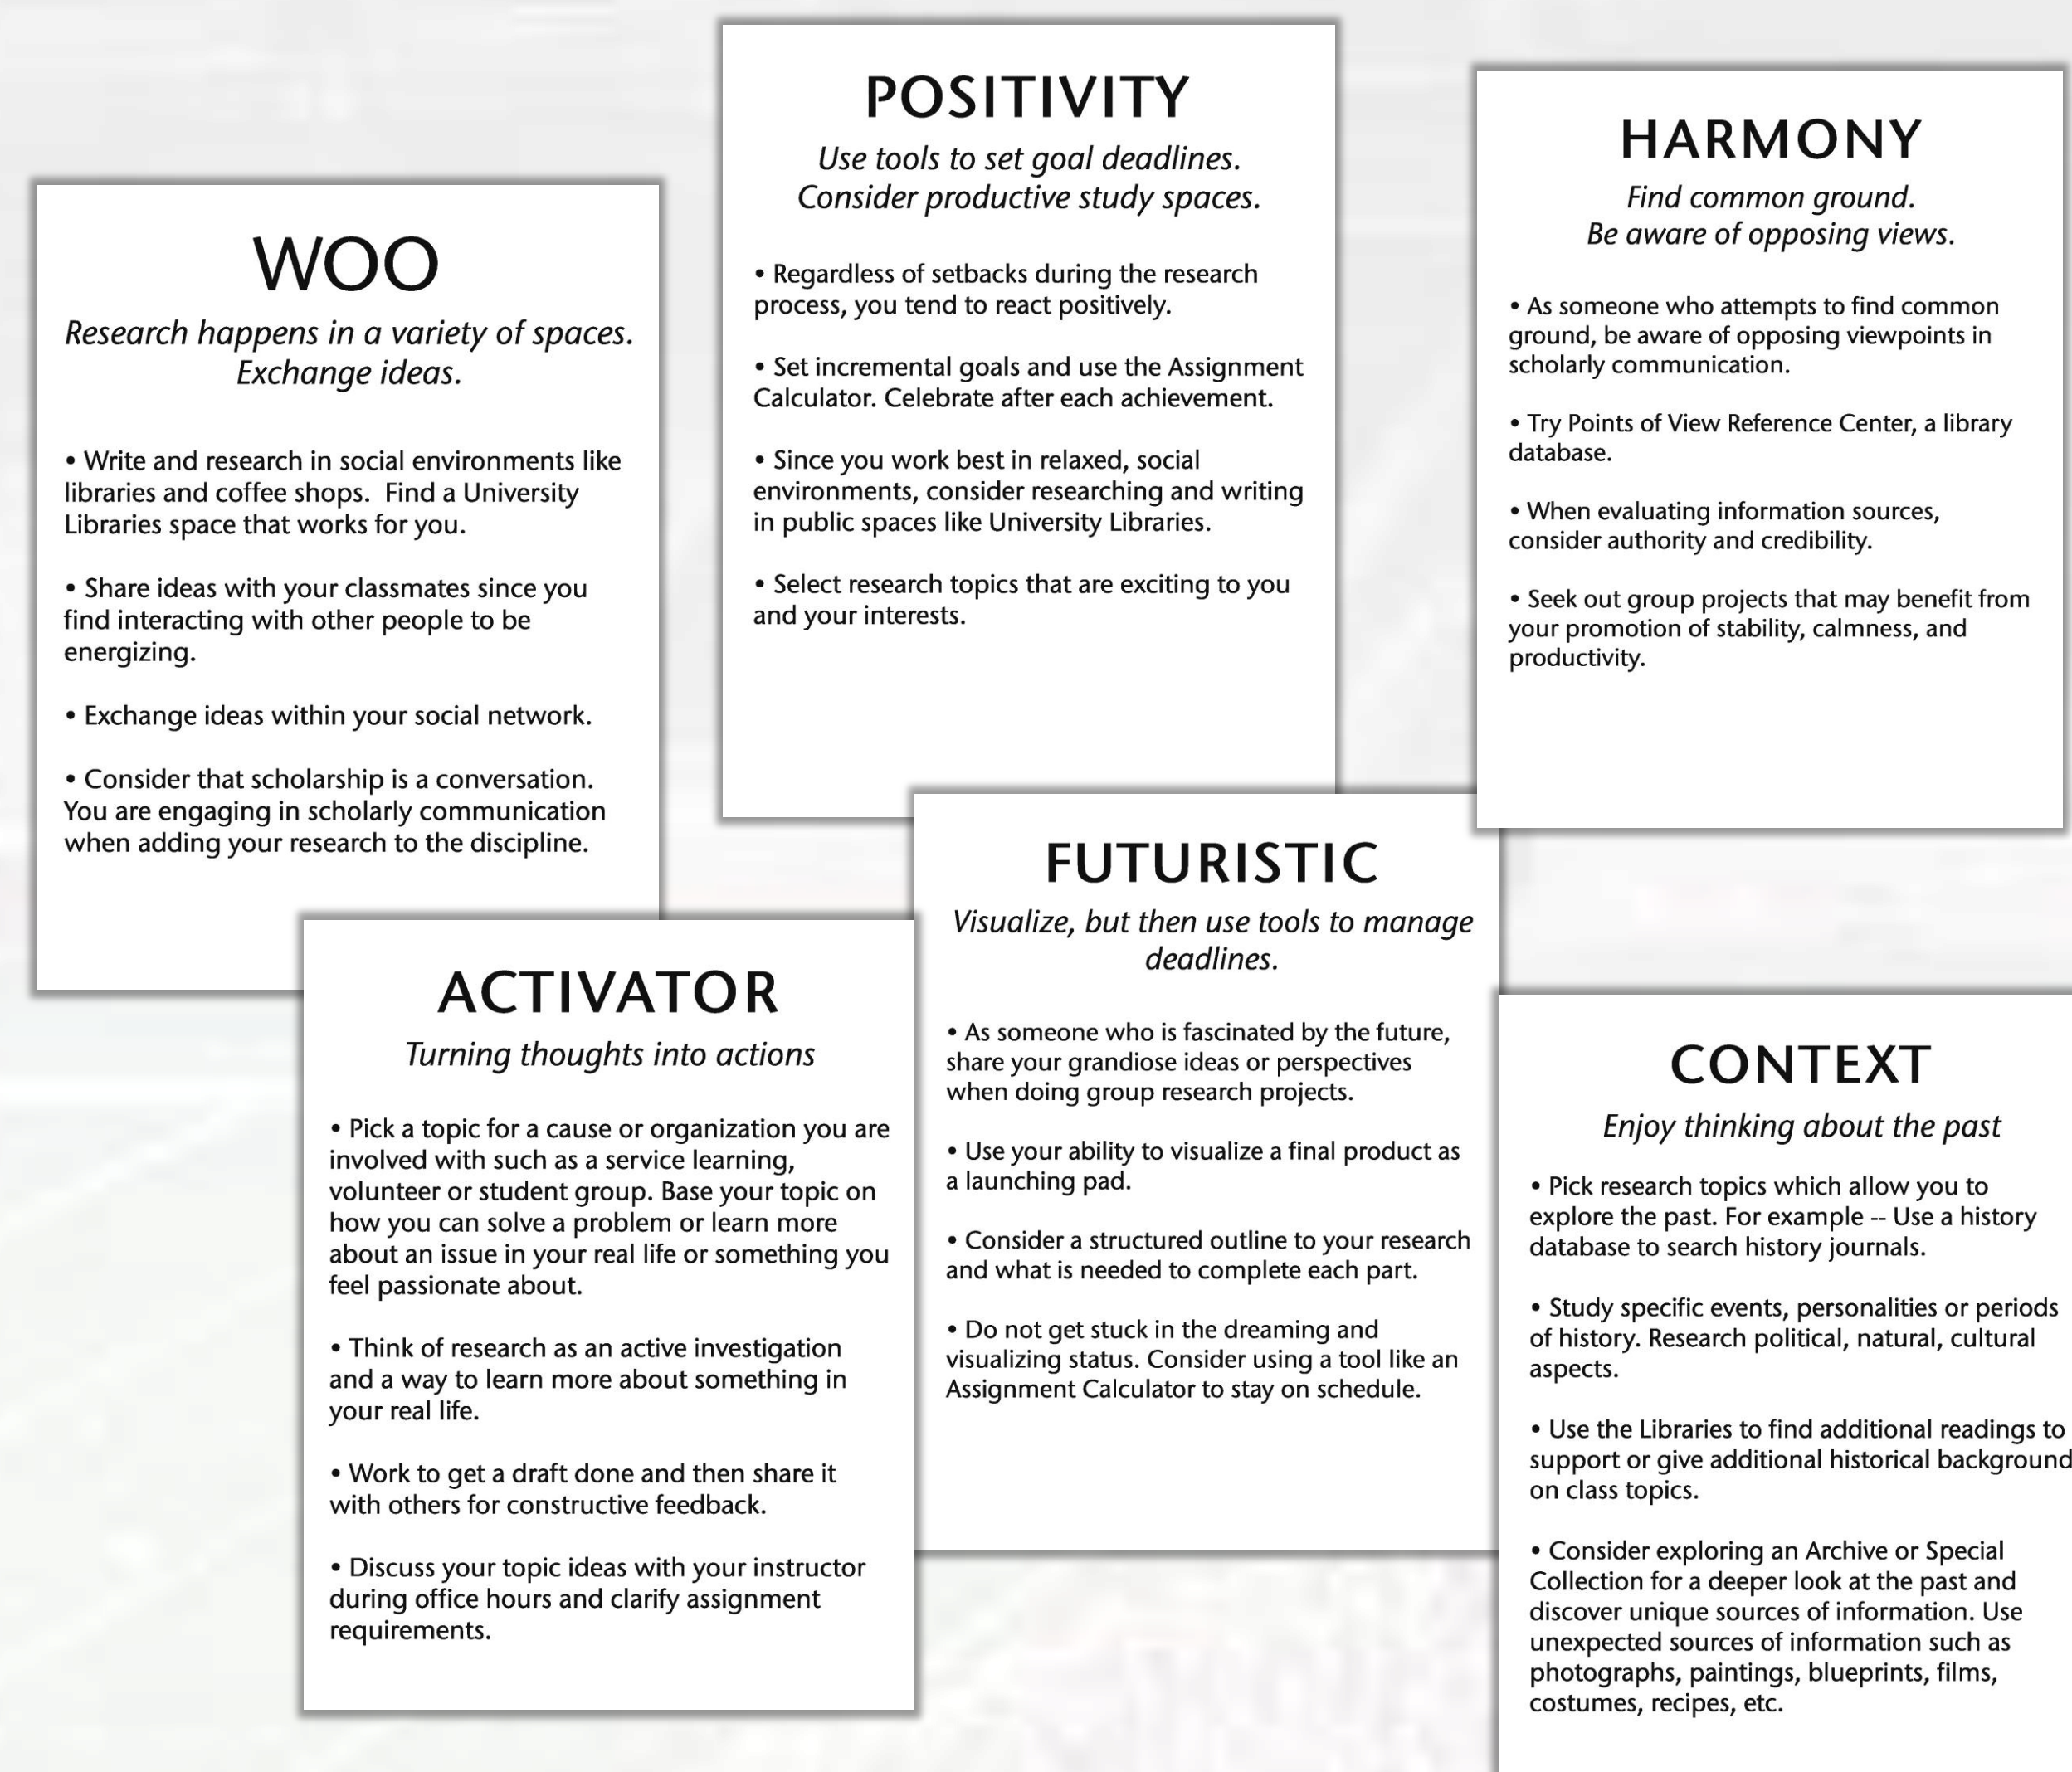 WOO
Research happens in a variety of spaces.
Exchange ideas.
• Write and research in social environments like
libraries and coffee shops.  Find a University
Libraries space that works for you.
• Share ideas with your classmates since you
find interacting with other people to be
energizing.
• Exchange ideas within your social network.
• Consider that scholarship is a conversation.
You are engaging in scholarly communication
when adding your research to the discipline.
POSITIVITY
Use tools to set goal deadlines.
Consider productive study spaces.
• Regardless of setbacks during the research
process, you tend to react positively.
• Set incremental goals and use the Assignment
Calculator. Celebrate after each achievement.
• Since you work best in relaxed, social
environments, consider researching and writing
in public spaces like University Libraries.
• Select research topics that are exciting to you
and your interests.
HARMONY
Find common ground.
Be aware of opposing views.
• As someone who attempts to find common
ground, be aware of opposing viewpoints in
scholarly communication.
• Try Points of View Reference Center, a library
database.
• When evaluating information sources,
consider authority and credibility.
• Seek out group projects that may benefit from
your promotion of stability, calmness, and
productivity.
ACTIVATOR
Turning thoughts into actions
• Pick a topic for a cause or organization you are
involved with such as a service learning,
volunteer or student group. Base your topic on
how you can solve a problem or learn more
about an issue in your real life or something you
feel passionate about.
• Think of research as an active investigation
and a way to learn more about something in
your real life.
• Work to get a draft done and then share it
with others for constructive feedback.
• Discuss your topic ideas with your instructor
during office hours and clarify assignment
requirements.
FUTURISTIC
Visualize, but then use tools to manage
deadlines.
• As someone who is fascinated by the future,
share your grandiose ideas or perspectives
when doing group research projects.
• Use your ability to visualize a final product as
a launching pad.
• Consider a structured outline to your research
and what is needed to complete each part.
• Do not get stuck in the dreaming and
visualizing status. Consider using a tool like an
Assignment Calculator to stay on schedule.
CONTEXT
Enjoy thinking about the past
• Pick research topics which allow you to
explore the past. For example -- Use a history
database to search history journals.
• Study specific events, personalities or periods
of history. Research political, natural, cultural
aspects.
• Use the Libraries to find additional readings to
support or give additional historical background
on class topics.
• Consider exploring an Archive or Special
Collection for a deeper look at the past and
discover unique sources of information. Use
unexpected sources of information such as
photographs, paintings, blueprints, films,
costumes, recipes, etc.